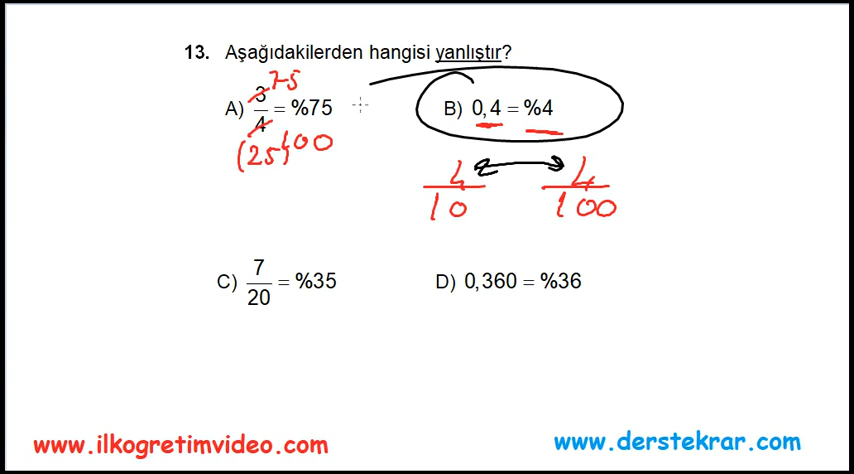 13. Aşağıdakilerden hangisi yanlıştır?
75
A) 3/4 = %75
(25) 100
B) 0,4 = %4
4/10 4/100
C) 7/20 = %35
D) 0,360 = %36
www.ilkogretimvideo.com
www.derstekrar.com